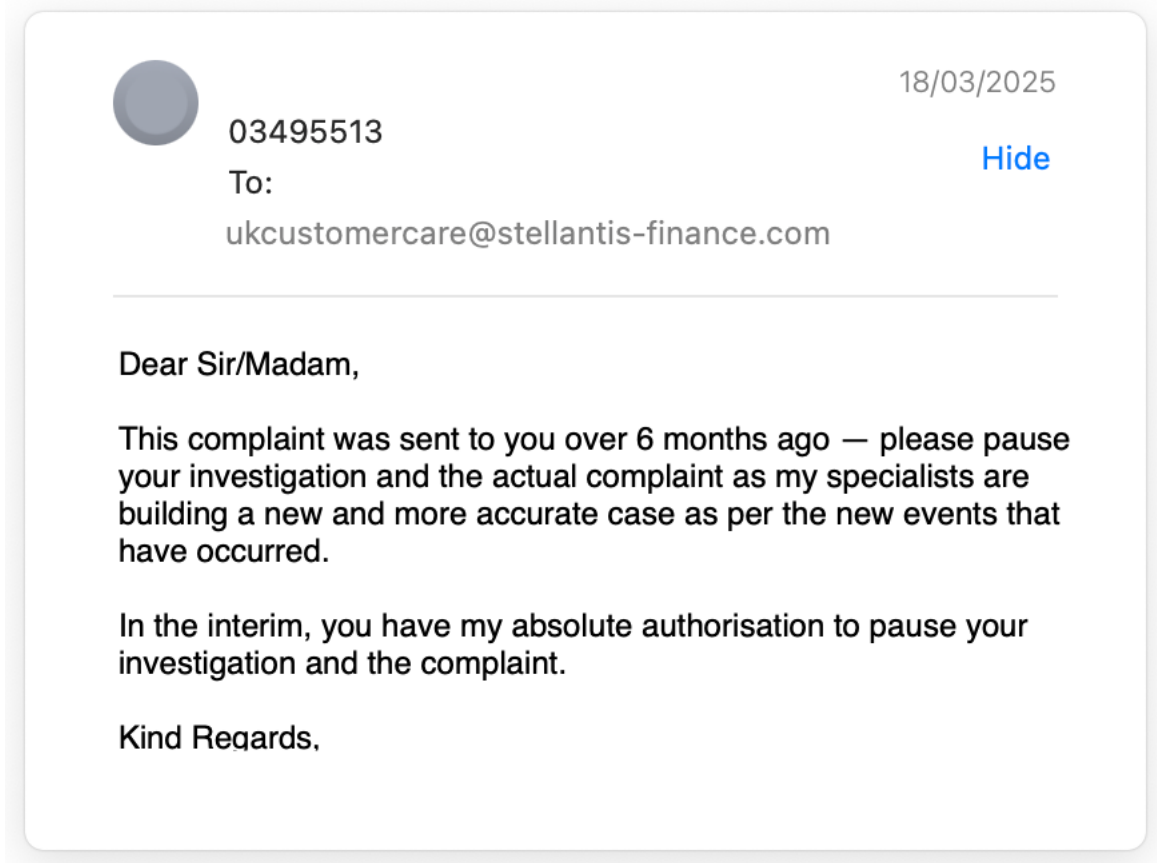 18/03/2025
03495513
Hide
To:
ukcustomercare@stellantis-finance.com
Dear Sir/Madam,
This complaint was sent to you over 6 months ago — please pause
your investigation and the actual complaint as my specialists are
building a new and more accurate case as per the new events that
have occurred.
In the interim, you have my absolute authorisation to pause your
investigation and the complaint.
Kind Regards,